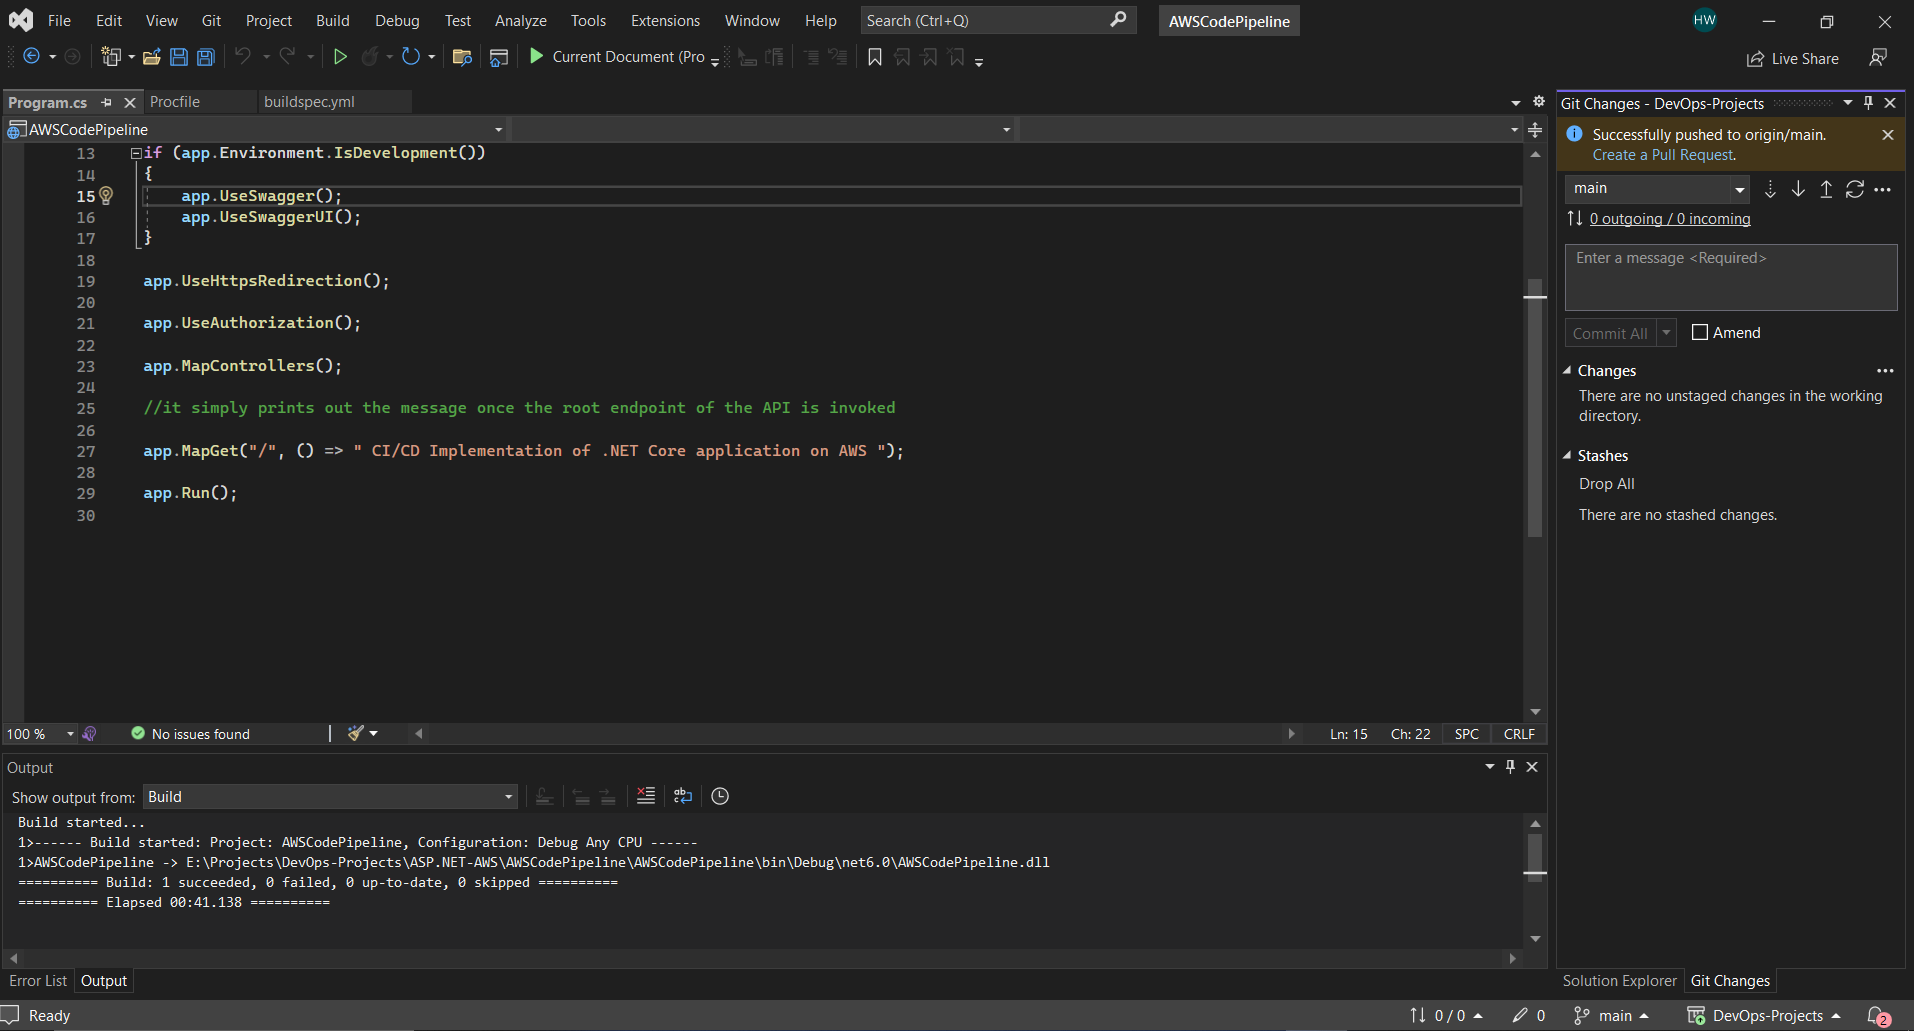 File Edit View Git Project Build Debug Test Analyze Tools Extensions Window Help Search (Ctrl+Q) AWSCodePipeline HW
Current Document (Pro
Live Share
Program.cs Procfile buildspec.yml
AWSCodePipeline
13 if (app.Environment.IsDevelopment())
14 {
15 app.UseSwagger();
16 app.UseSwaggerUI();
17 }
18
19 app.UseHttpsRedirection();
20
21 app.UseAuthorization();
22
23 app.MapControllers();
24
25 //it simply prints out the message once the root endpoint of the API is invoked
26
27 app.MapGet("/", () => " CI/CD Implementation of .NET Core application on AWS ");
28
29 app.Run();
30
100 % No issues found Ln: 15 Ch: 22 SPC CRLF
Output
Show output from: Build
Build started...
1>------ Build started: Project: AWSCodePipeline, Configuration: Debug Any CPU ------
1>AWSCodePipeline -> E:\Projects\DevOps-Projects\ASP.NET-AWS\AWSCodePipeline\AWSCodePipeline\bin\Debug\net6.0\AWSCodePipeline.dll
========== Build: 1 succeeded, 0 failed, 0 up-to-date, 0 skipped ==========
========== Elapsed 00:41.138 ==========
Error List Output
Git Changes - DevOps-Projects
Successfully pushed to origin/main.
Create a Pull Request.
main
0 outgoing / 0 incoming
Enter a message <Required>
Commit All Amend
Changes
There are no unstaged changes in the working
directory.
Stashes
Drop All
There are no stashed changes.
Solution Explorer Git Changes
Ready 0 / 0 0 main DevOps-Projects 2